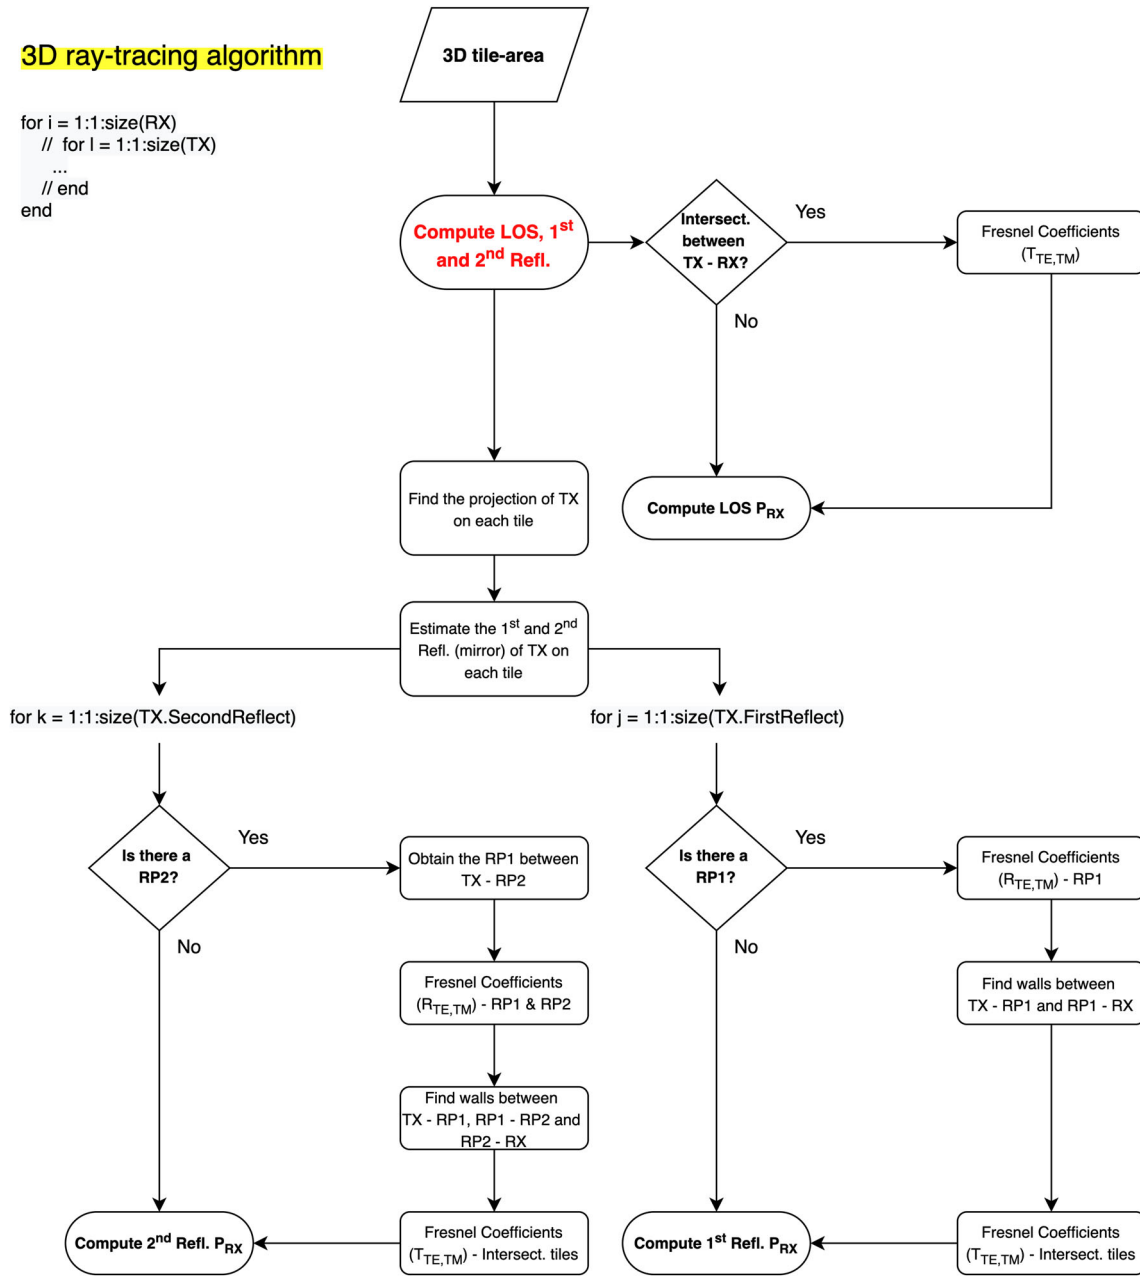 3D ray-tracing algorithm
for i = 1:1:size(RX)
// for l = 1:1:size(TX)
...
// end
end
3D tile-area
Compute LOS, 1st
and 2nd Refl.
Intersect.
between
TX - RX?
Yes
Fresnel Coefficients
(TTE,TM)
No
Compute LOS PRX
Find the projection of TX
on each tile
Estimate the 1st and 2nd
Refl. (mirror) of TX on
each tile
for k = 1:1:size(TX.SecondReflect)
for j = 1:1:size(TX.FirstReflect)
Is there a
RP2?
Yes
No
Obtain the RP1 between
TX - RP2
Fresnel Coefficients
(RTE,TM) - RP1 & RP2
Find walls between
TX - RP1, RP1 - RP2 and
RP2 - RX
Fresnel Coefficients
(TTE,TM) - Intersect. tiles
Compute 2nd Refl. PRX
Is there a
RP1?
Yes
No
Fresnel Coefficients
(RTE,TM) - RP1
Find walls between
TX - RP1 and RP1 - RX
Fresnel Coefficients
(TTE,TM) - Intersect. tiles
Compute 1st Refl. PRX